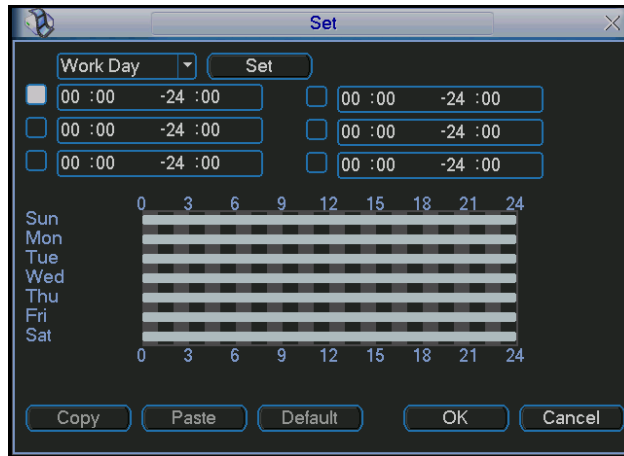 Set
Work Day Set
00 :00 -24 :00 00 :00 -24 :00
00 :00 -24 :00 00 :00 -24 :00
00 :00 -24 :00 00 :00 -24 :00
0 3 6 9 12 15 18 21 24
Sun
Mon
Tue
Wed
Thu
Fri
Sat
0 3 6 9 12 15 18 21 24
Copy Paste Default OK Cancel